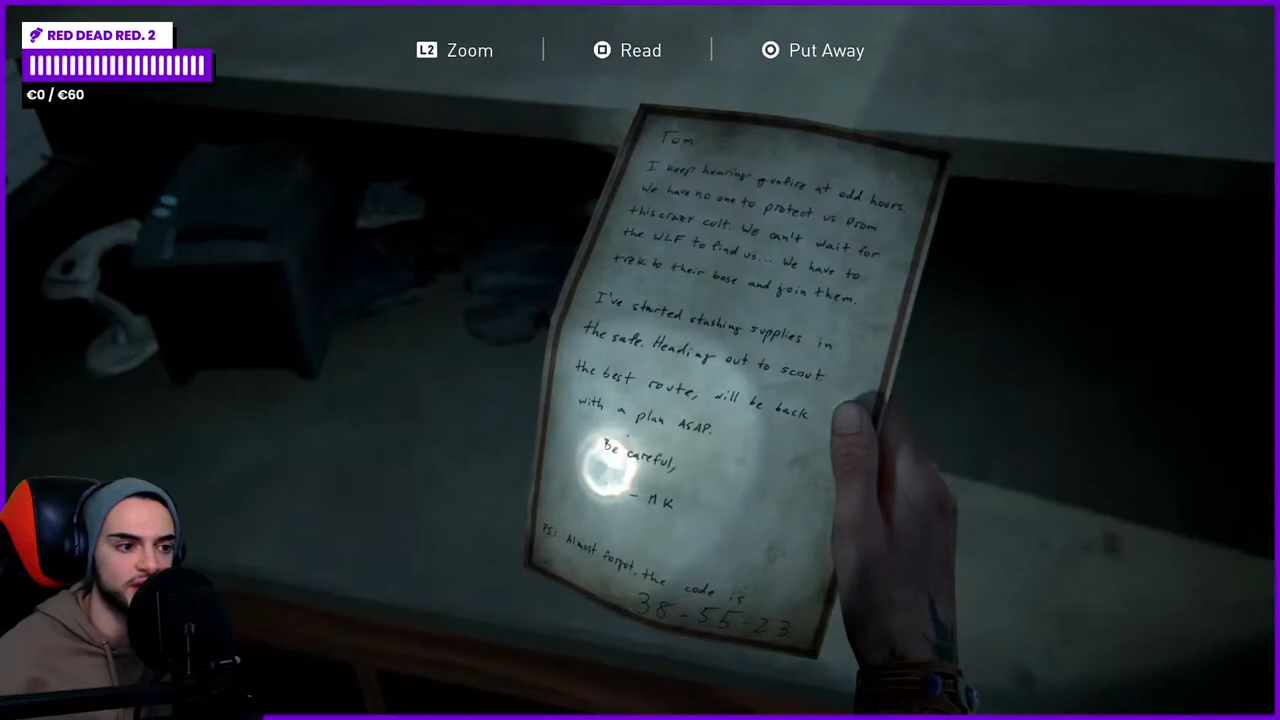 RED DEAD RED. 2
€0 / €60
L2 Zoom
Read
Put Away
Tom
I keep hearing gunfire at odd hours.
We have no one to protect us from
this crazy cult. We can't wait for
the WLF to find us... We have to
trek to their base and join them.
I've started stashing supplies in
the safe. Heading out to scout
the best route, will be back
with a plan ASAP.
Be careful,
- MK
PS: Almost forgot, the code is
38-55-23